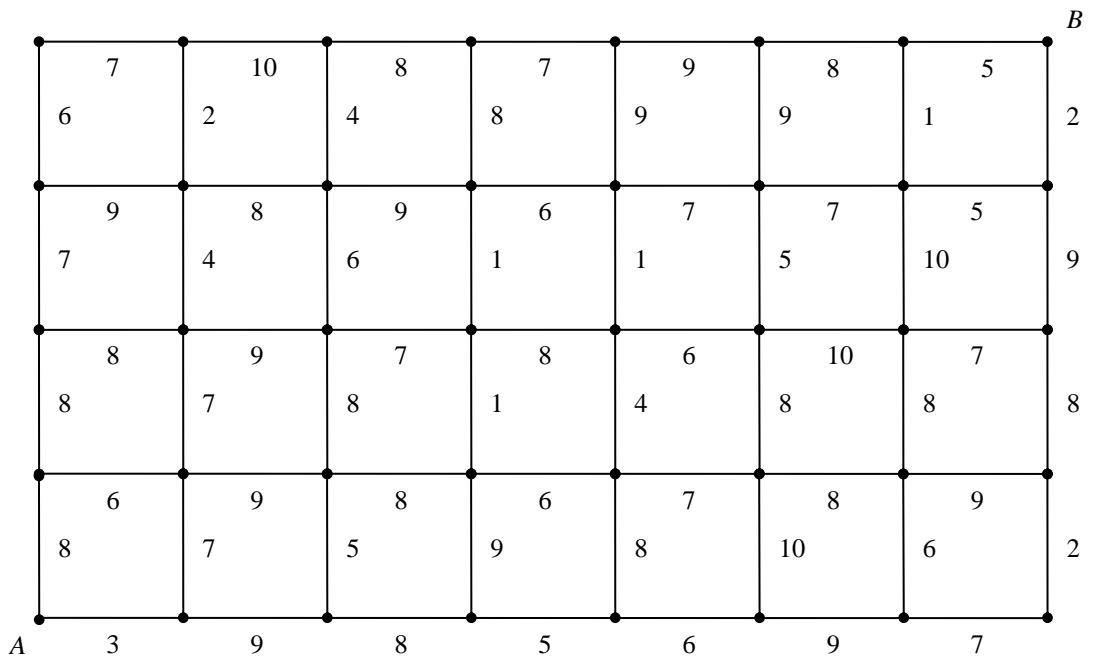 B
7 10 8 7 9 8 5
6 2 4 8 9 9 1 2
9 8 9 6 7 7 5
7 4 6 1 1 5 10 9
8 9 7 8 6 10 7
8 7 8 1 4 8 8 8
6 9 8 6 7 8 9
8 7 5 9 8 10 6 2
A 3 9 8 5 6 9 7